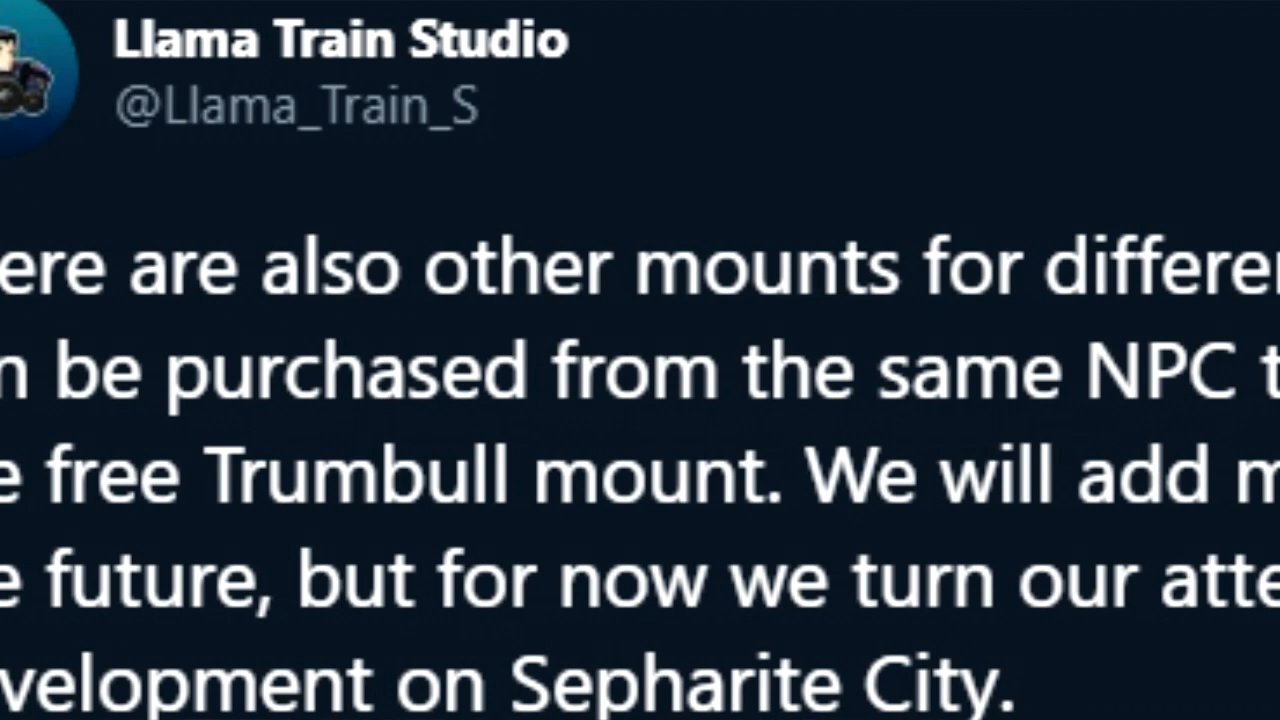 Llama Train Studio
@Llama_Train_S
ere are also other mounts for differe
n be purchased from the same NPC t
e free Trumbull mount. We will add m
e future, but for now we turn our atte
velopment on Sepharite City.